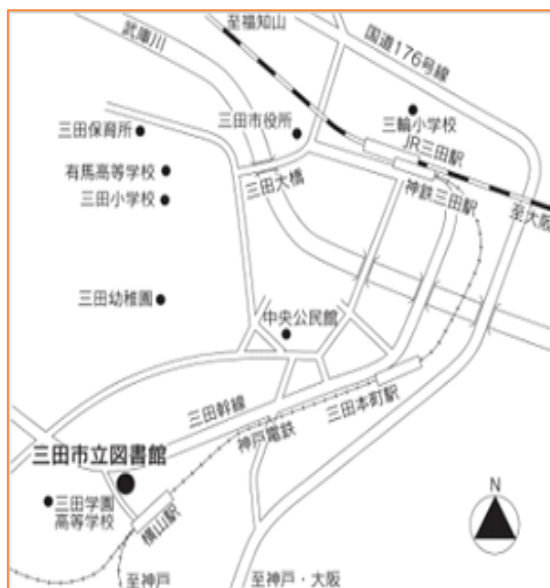 至福知山
武庫川
国道176号線
三田市役所
三輪小学校
三田保育所
JR三田駅
有馬高等学校
三田大橋
神鉄三田駅
三田小学校
至大阪
三田幼稚園
中央公民館
三田幹線
三田本町駅
神戸電鉄
三田市立図書館
三田学園
高等学校
横山駅
N
至神戸
至神戸・大阪